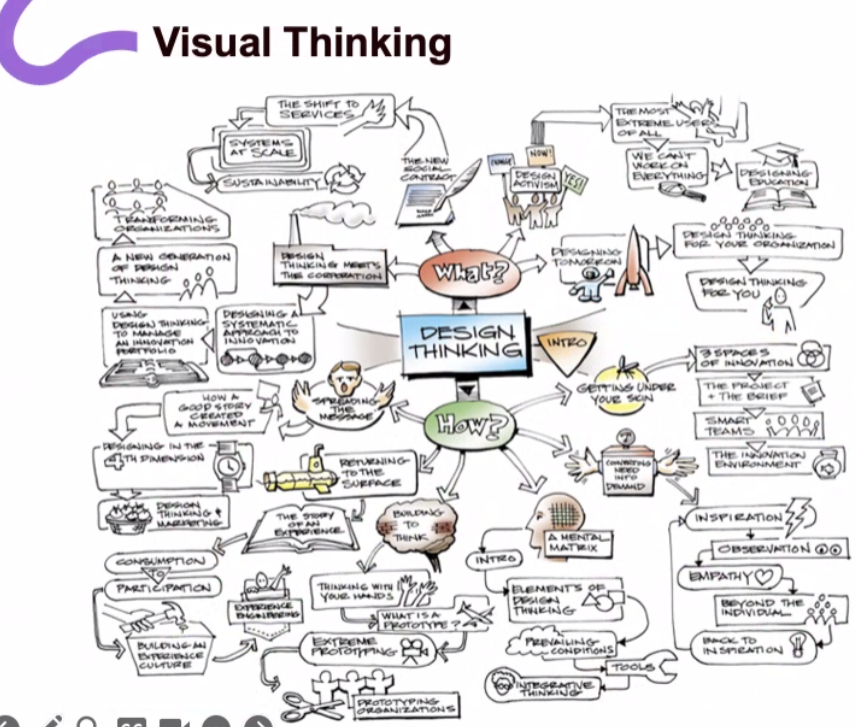 Visual Thinking
THE SHIFT TO
SERVICES
SYSTEMS
AT SCALE
SUSTAINABILITY
THE NEW
SOCIAL
CONTRACT
NOW!
DESIGN
ACTIVISM
YES!
THE MOST
EXTREME USER
OF ALL
WE CAN'T
WORK ON
EVERYTHING
DESIGNING
EDUCATION
TRANSFORMING
ORGANIZATIONS
A NEW GENERATION
OF DESIGN
THINKING
USING
DESIGN THINKING
TO MANAGE
AN INNOVATION
PORTFOLIO
DESIGN
THINKING MEETS
THE CORPORATION
DESIGNING A
SYSTEMATIC
APPROACH TO
INNOVATION
What?
DESIGNING
TOMORROW
DESIGN THINKING
FOR YOUR ORGANIZATION
DESIGN THINKING
FOR YOU
DESIGN
THINKING
INTRO
How?
GETTING UNDER
YOUR SKIN
3 SPACES
OF INNOVATION
THE PROJECT
+ THE BRIEF
SMART
TEAMS
THE INNOVATION
ENVIRONMENT
SPREADING
THE
MESSAGE
HOW A
GOOD STORY
CREATED
A MOVEMENT
DESIGNING IN THE
4TH DIMENSION
DESIGN
THINKING +
MARKETING
RETURNING
TO THE
SURFACE
THE STORY
OF AN
EXPERIENCE
CONSUMPTION
TO
PARTICIPATION
BUILDING AN
EXPERIENCE
CULTURE
EXPERIENCE
ENGINEERING
BUILDING
TO
THINK
THINKING WITH
YOUR HANDS
WHAT IS A
PROTOTYPE?
EXTREME
PROTOTYPING
PROTOTYPING
ORGANIZATIONS
A MENTAL
MATRIX
INTRO
ELEMENTS OF
DESIGN
THINKING
PREVAILING
CONDITIONS
TOOLS
INTEGRATIVE
THINKING
CONVERTING
NEED
INTO
DEMAND
INSPIRATION
OBSERVATION
EMPATHY
BEYOND THE
INDIVIDUAL
BACK TO
INSPIRATION